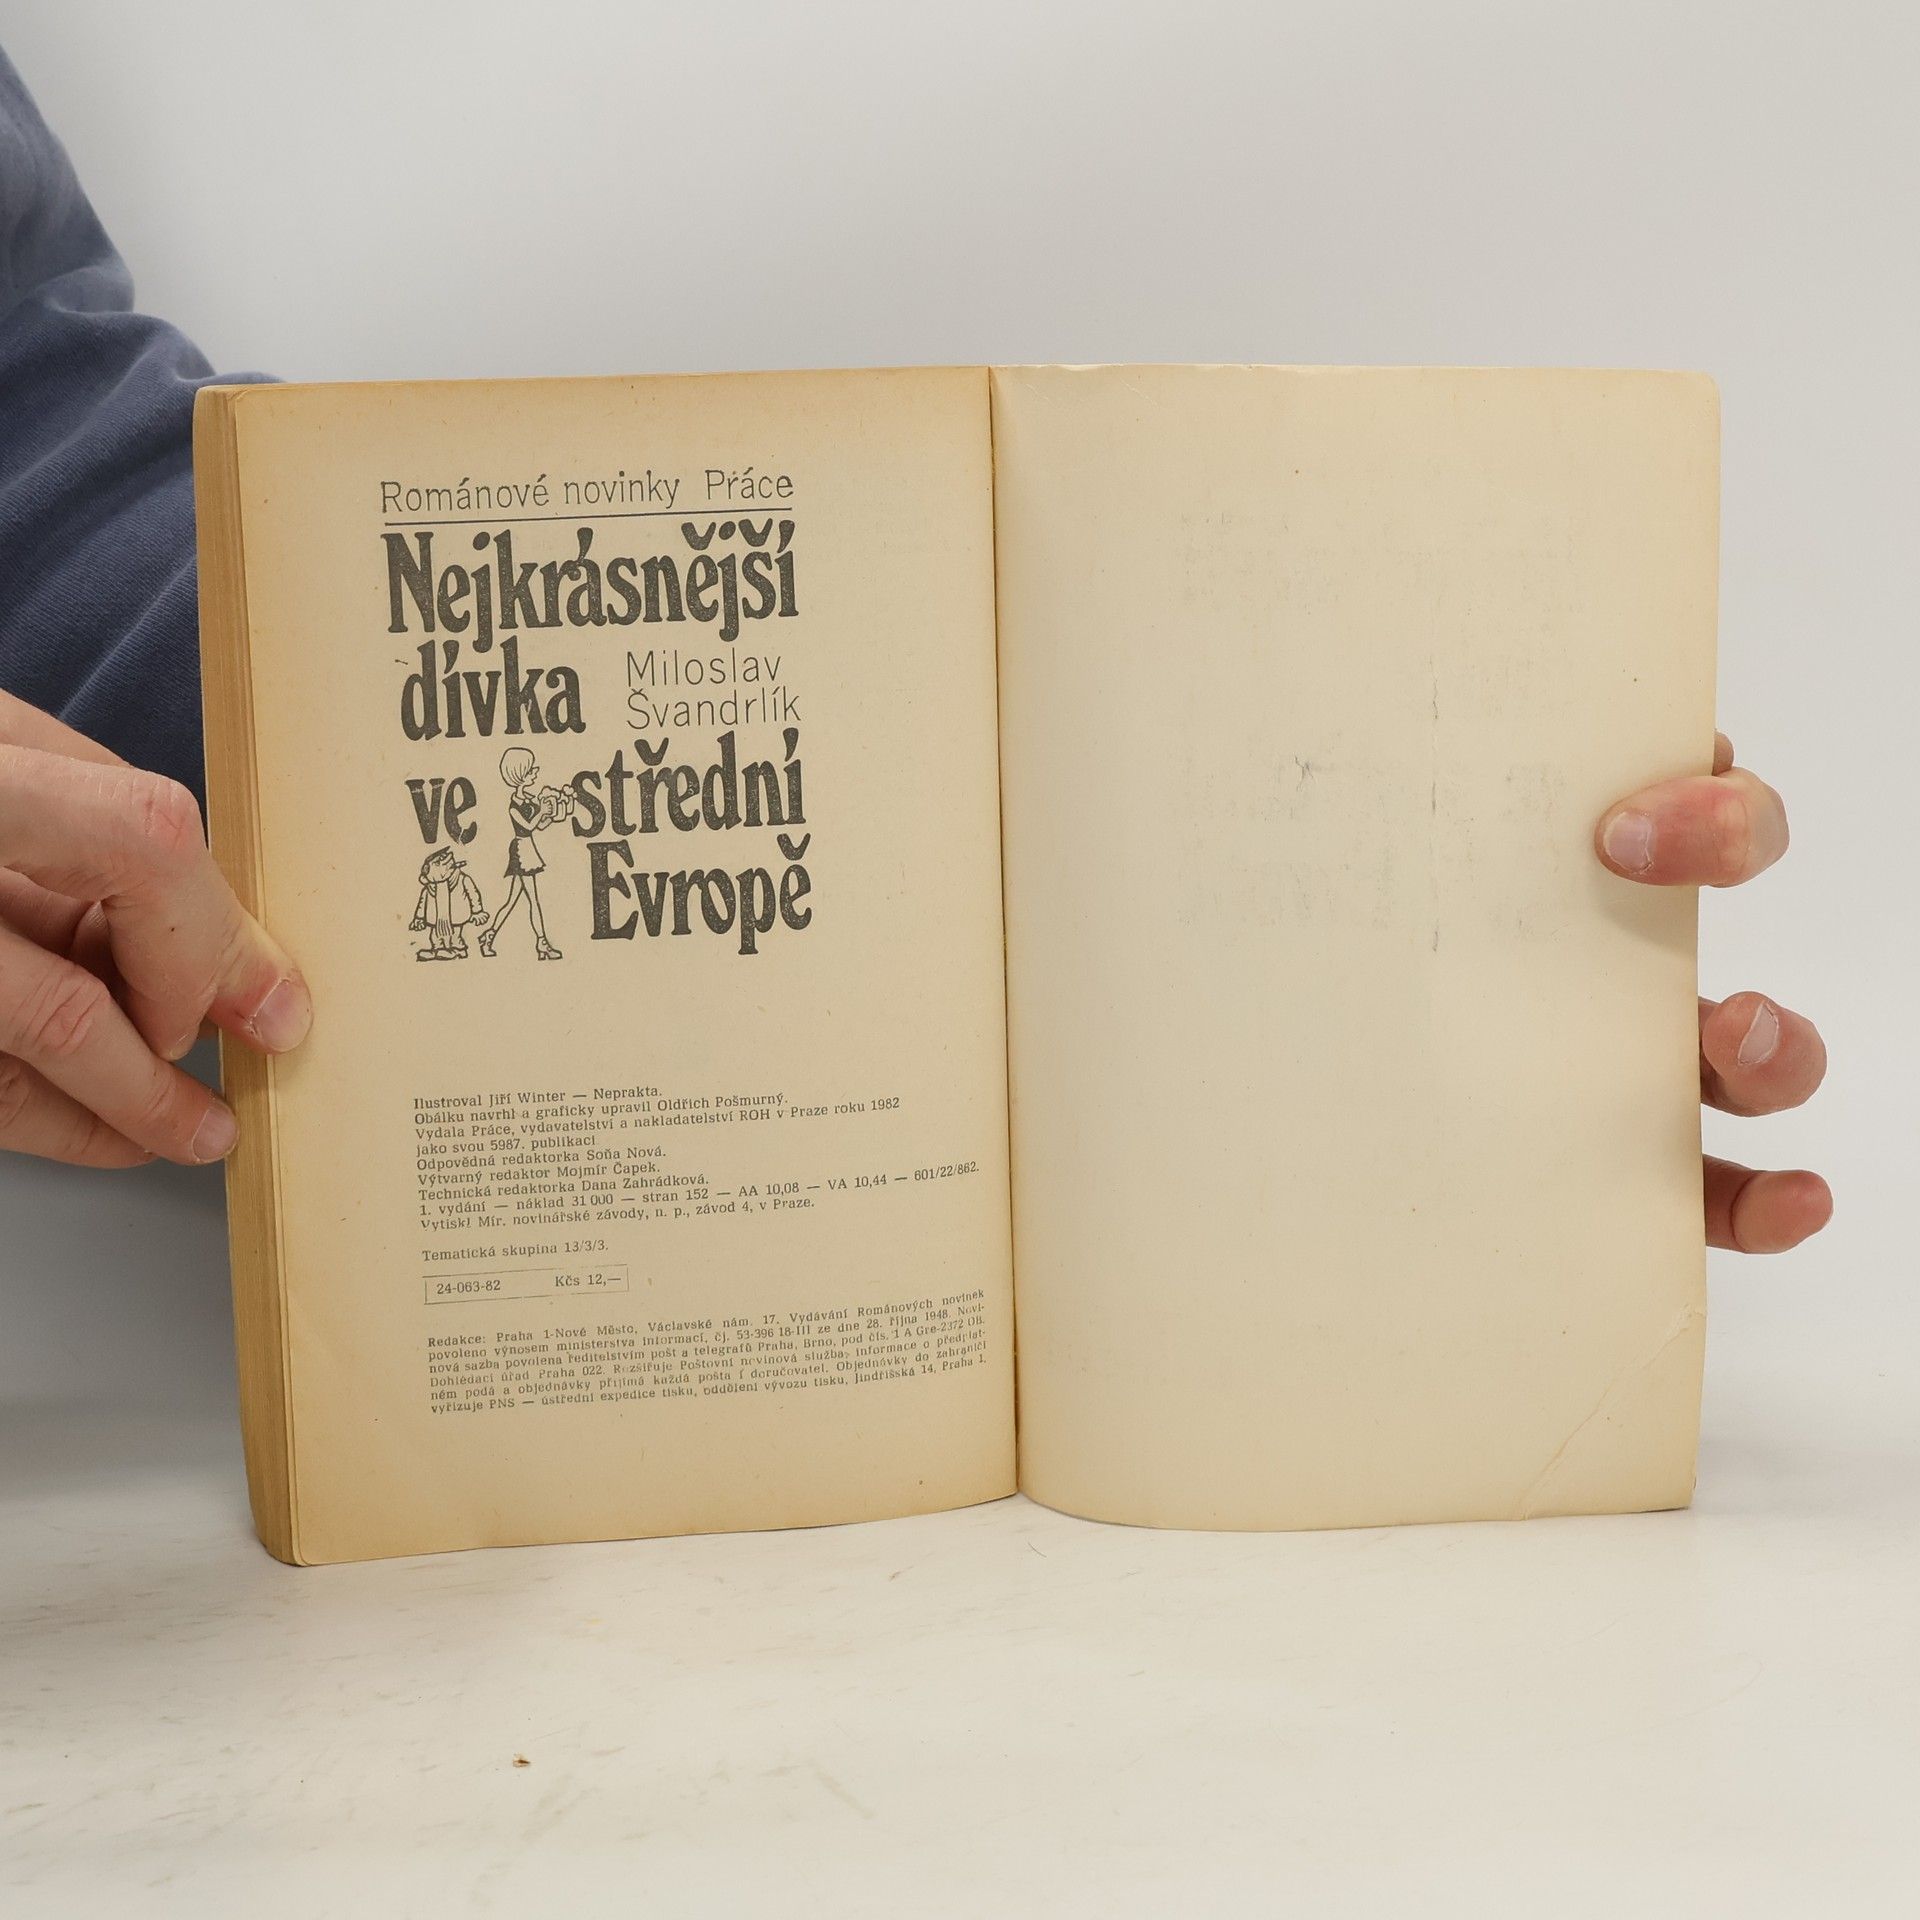 Románové novinky Práce
Nejkrásnější
dívka
Miloslav
Švandrlík
ve střední
Evropě
Ilustroval Jiří Winter — Neprakta.
Obálku navrhl a graficky upravil Oldřich Pošmurný.
Vydala Práce, vydavatelství a nakladatelství ROH v Praze roku 1982
jako svou 5987. publikaci
Odpovědná redaktorka Soňa Nová.
Výtvarný redaktor Mojmír Čapek.
Technická redaktorka Dana Zahrádková.
1. vydání — náklad 31 000 — stran 152 — AA 10,08 — VA 10,44 — 601/22/862.
Vytiskl Mír. novinářské závody, n. p., závod 4, v Praze.
Tematická skupina 13/3/3.
24-063-82 Kčs 12,—
Redakce: Praha 1-Nové Město, Václavské nám. 17. Vydávání Románových novinek
povoleno výnosem ministerstva informací, čj. 53-396 18-III ze dne 28. října 1948. Novi-
nová sazba povolena ředitelstvím pošt a telegrafů Praha, Brno, pod čís. 1 A Gre-2372 OB.
Dohlédací úřad Praha 022. Rozšiřuje Poštovní novinová služba, informace o předplat-
ném podá a objednávky přijímá každá pošta i doručovatel. Objednávky do zahraničí
vyřizuje PNS — ústřední expedice tisku, oddělení vývozu tisku, Jindřišská 14, Praha 1.